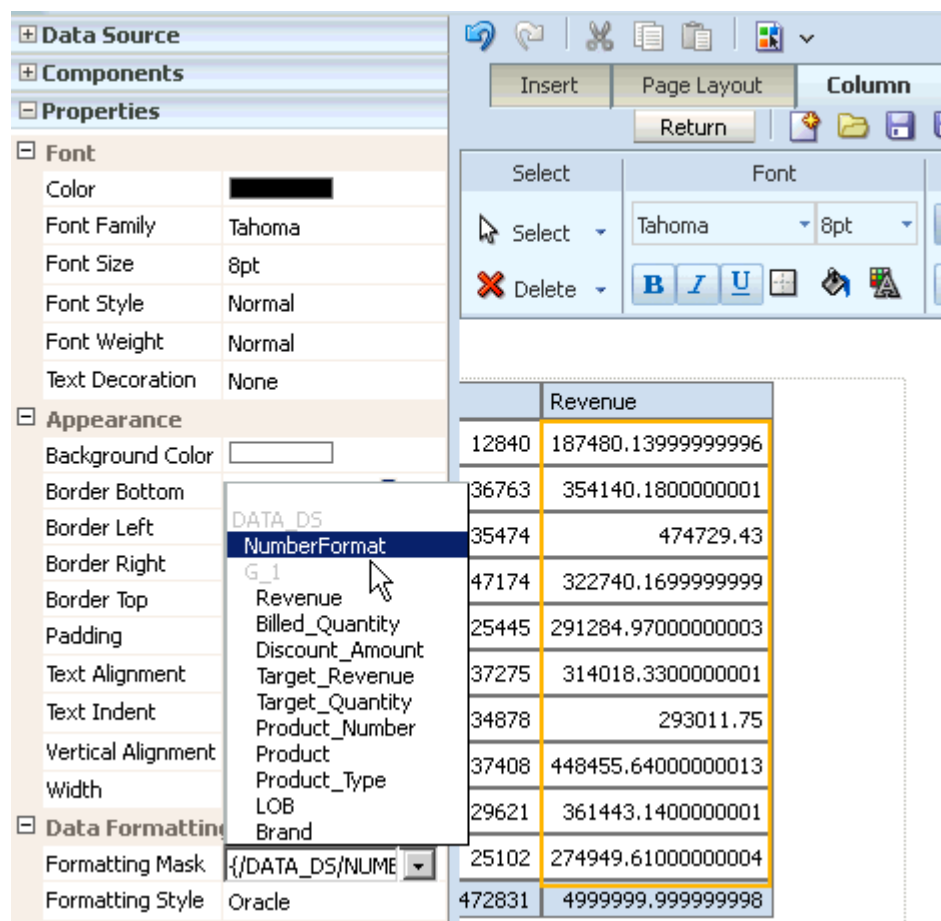 Data Source
Components
Properties
Font
Color
Font Family Tahoma
Font Size 8pt
Font Style Normal
Font Weight Normal
Text Decoration None
Appearance
Background Color
Border Bottom
Border Left
Border Right
Border Top
Padding
Text Alignment
Text Indent
Vertical Alignment
Width
DATA_DS
NumberFormat
G_1
Revenue
Billed_Quantity
Discount_Amount
Target_Revenue
Target_Quantity
Product_Number
Product
Product_Type
LOB
Brand
Data Formatting
Formatting Mask {/DATA_DS/NUME
Formatting Style Oracle
Insert Page Layout Column
Return
Select Font
Select Tahoma 8pt
Delete B I U
Revenue
12840 187480.13999999996
36763 354140.1800000001
35474 474729.43
47174 322740.1699999999
25445 291284.97000000003
37275 314018.3300000001
34878 293011.75
37408 448455.64000000013
29621 361443.1400000001
25102 274949.61000000004
472831 4999999.999999998